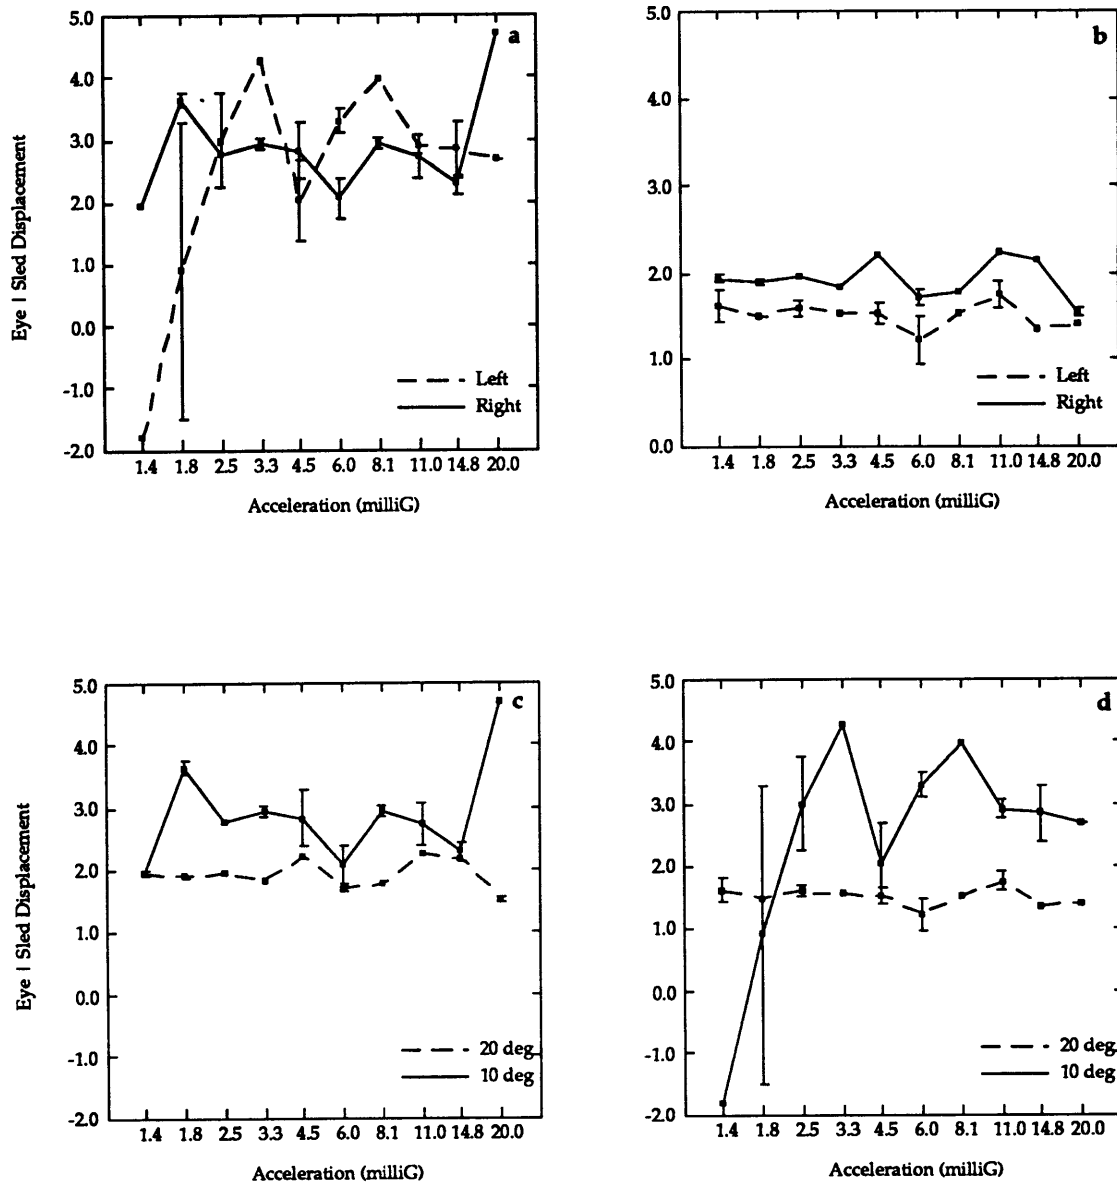 a
5.0
4.0
3.0
2.0
1.0
0.0
-1.0
-2.0
Eye | Sled Displacement
Left
Right
1.4 1.8 2.5 3.3 4.5 6.0 8.1 11.0 14.8 20.0
Acceleration (milliG)
b
5.0
4.0
3.0
2.0
1.0
0.0
Left
Right
1.4 1.8 2.5 3.3 4.5 6.0 8.1 11.0 14.8 20.0
Acceleration (milliG)
c
5.0
4.0
3.0
2.0
1.0
0.0
-1.0
-2.0
Eye | Sled Displacement
20 deg
10 deg
1.4 1.8 2.5 3.3 4.5 6.0 8.1 11.0 14.8 20.0
Acceleration (milliG)
d
5.0
4.0
3.0
2.0
1.0
0.0
-1.0
-2.0
20 deg
10 deg
1.4 1.8 2.5 3.3 4.5 6.0 8.1 11.0 14.8 20.0
Acceleration (milliG)